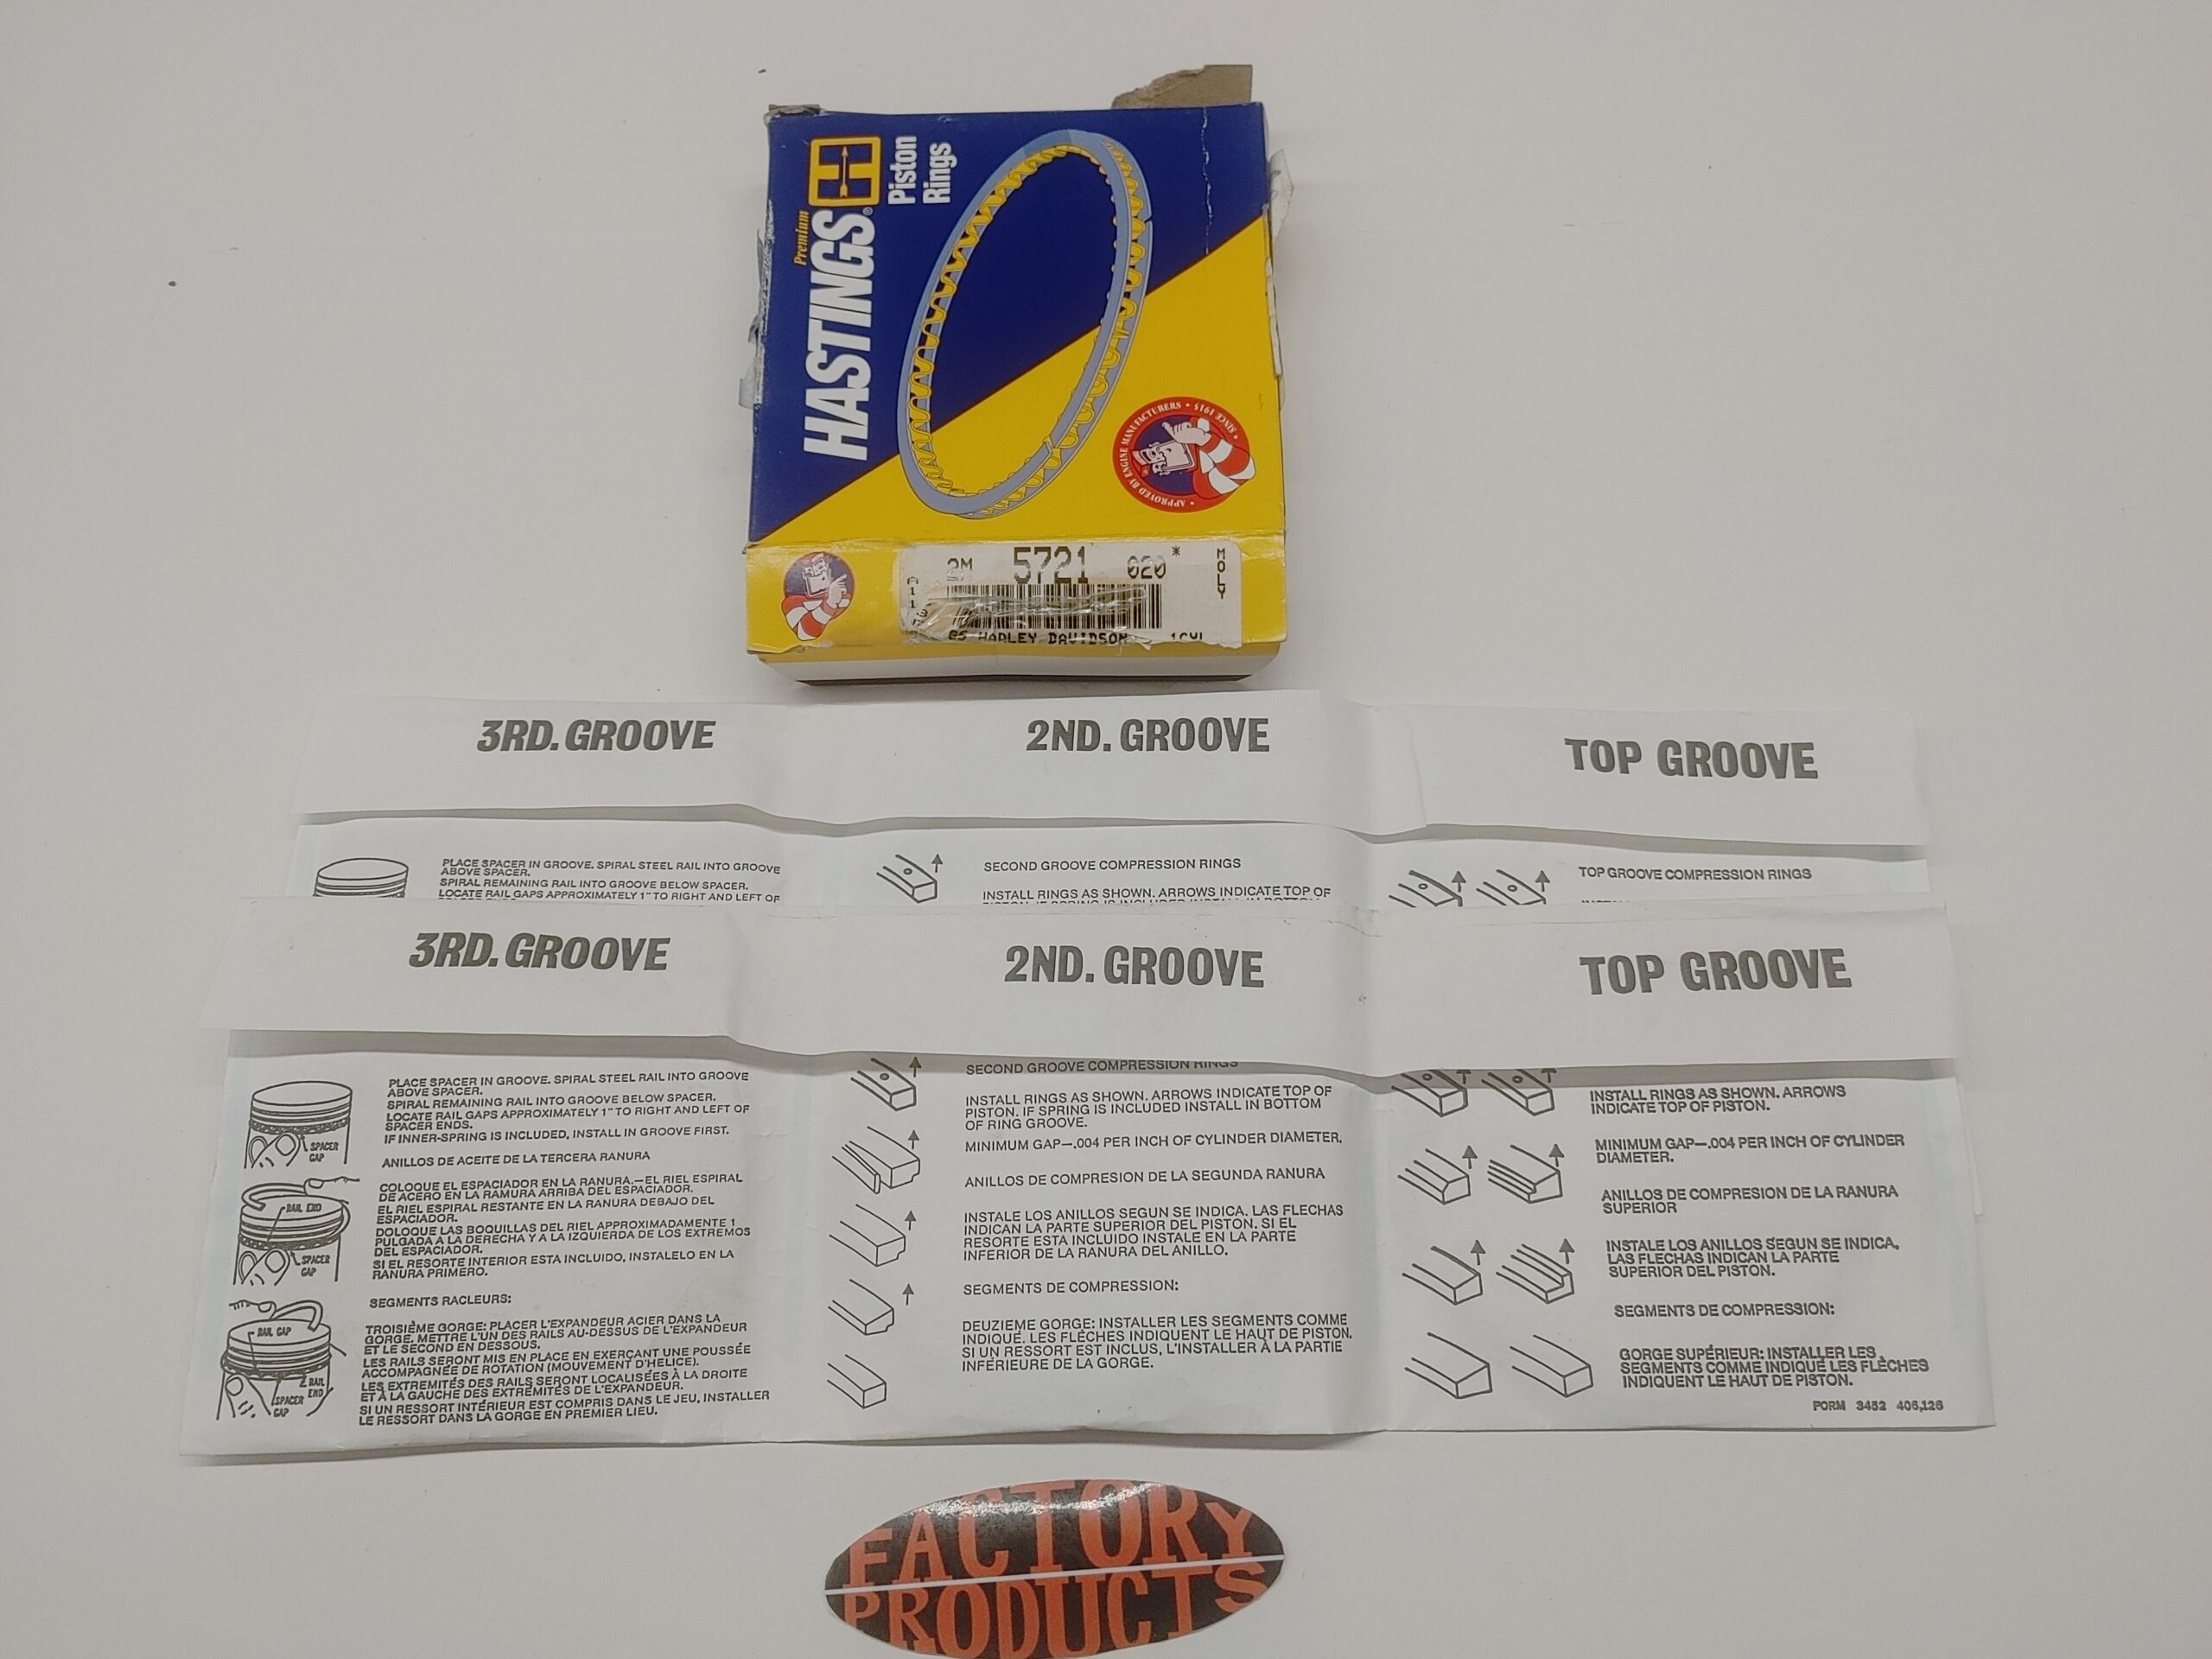 Premium
HASTINGS®
Piston
Rings
APPROVED BY ENGINE MANUFACTURERS • SINCE 1915 •
2M 5721 020*
MOLY
HARLEY DAVIDSON 1CYL
3RD. GROOVE
2ND. GROOVE
TOP GROOVE
PLACE SPACER IN GROOVE. SPIRAL STEEL RAIL INTO GROOVE
ABOVE SPACER.
SPIRAL REMAINING RAIL INTO GROOVE BELOW SPACER.
LOCATE RAIL GAPS APPROXIMATELY 1" TO RIGHT AND LEFT OF
SECOND GROOVE COMPRESSION RINGS
INSTALL RINGS AS SHOWN. ARROWS INDICATE TOP OF
TOP GROOVE COMPRESSION RINGS
3RD. GROOVE
2ND. GROOVE
TOP GROOVE
SPACER
GAP
RAIL END
SPACER
GAP
RAIL GAP
RAIL
END
SPACER
GAP
PLACE SPACER IN GROOVE. SPIRAL STEEL RAIL INTO GROOVE
ABOVE SPACER.
SPIRAL REMAINING RAIL INTO GROOVE BELOW SPACER.
LOCATE RAIL GAPS APPROXIMATELY 1" TO RIGHT AND LEFT OF
SPACER ENDS.
IF INNER-SPRING IS INCLUDED, INSTALL IN GROOVE FIRST.
ANILLOS DE ACEITE DE LA TERCERA RANURA
COLOQUE EL ESPACIADOR EN LA RANURA.—EL RIEL ESPIRAL
DE ACERO EN LA RAMURA ARRIBA DEL ESPACIADOR.
EL RIEL ESPIRAL RESTANTE EN LA RANURA DEBAJO DEL
ESPACIADOR.
DOLOQUE LAS BOQUILLAS DEL RIEL APPROXIMADAMENTE 1
PULGADA A LA DERECHA Y A LA IZQUIERDA DE LOS EXTREMOS
DEL ESPACIADOR.
SI EL RESORTE INTERIOR ESTA INCLUIDO, INSTALELO EN LA
RANURA PRIMERO.
SEGMENTS RACLEURS:
TROISIÈME GORGE: PLACER L'EXPANDEUR ACIER DANS LA
GORGE. METTRE L'UN DES RAILS AU-DESSUS DE L'EXPANDEUR
ET LE SECOND EN DESSOUS.
LES RAILS SERONT MIS EN PLACE EN EXERÇANT UNE POUSSÉE
ACCOMPAGNÉE DE ROTATION (MOUVEMENT D'HELICE).
LES EXTREMITÉS DES RAILS SERONT LOCALISÉES À LA DROITE
ET À LA GAUCHE DES EXTRÉMITÉS DE L'EXPANDEUR.
SI UN RESSORT INTÉRIEUR EST COMPRIS DANS LE JEU, INSTALLER
LE RESSORT DANS LA GORGE EN PREMIER LIEU.
SECOND GROOVE COMPRESSION RINGS
INSTALL RINGS AS SHOWN. ARROWS INDICATE TOP OF
PISTON. IF SPRING IS INCLUDED INSTALL IN BOTTOM
OF RING GROOVE.
MINIMUM GAP—.004 PER INCH OF CYLINDER DIAMETER.
ANILLOS DE COMPRESION DE LA SEGUNDA RANURA
INSTALE LOS ANILLOS SEGUN SE INDICA. LAS FLECHAS
INDICAN LA PARTE SUPERIOR DEL PISTON. SI EL
RESORTE ESTA INCLUIDO INSTALE EN LA PARTE
INFERIOR DE LA RANURA DEL ANILLO.
SEGMENTS DE COMPRESSION:
DEUZIEME GORGE: INSTALLER LES SEGMENTS COMME
INDIQUÉ. LES FLÈCHES INDIQUENT LE HAUT DE PISTON.
SI UN RESSORT EST INCLUS, L'INSTALLER À LA PARTIE
INFÉRIEURE DE LA GORGE.
INSTALL RINGS AS SHOWN. ARROWS
INDICATE TOP OF PISTON.
MINIMUM GAP—.004 PER INCH OF CYLINDER
DIAMETER.
ANILLOS DE COMPRESION DE LA RANURA
SUPERIOR
INSTALE LOS ANILLOS SEGUN SE INDICA,
LAS FLECHAS INDICAN LA PARTE
SUPERIOR DEL PISTON.
SEGMENTS DE COMPRESSION:
GORGE SUPÉRIEUR: INSTALLER LES
SEGMENTS COMME INDIQUÉ LES FLÈCHES
INDIQUENT LE HAUT DE PISTON.
FORM 3452 406,126
FACTORY
PRODUCTS